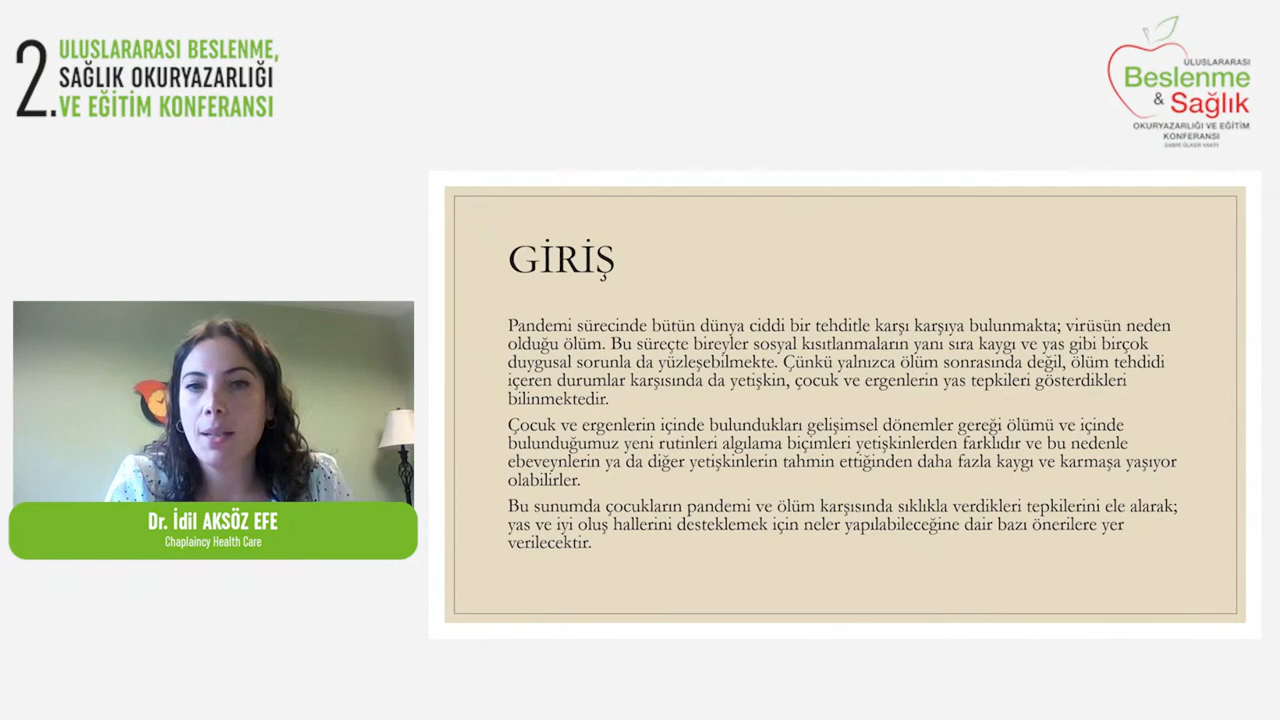 2.
ULUSLARARASI BESLENME,
SAĞLIK OKURYAZARLIĞI
VE EĞİTİM KONFERANSI
ULUSLARARASI
Beslenme
& Sağlık
OKURYAZARLIĞI VE EĞİTİM
KONFERANSI
SABRİ ÜLKER VAKFI
GİRİŞ
Pandemi sürecinde bütün dünya ciddi bir tehditle karşı karşıya bulunmakta; virüsün neden
olduğu ölüm. Bu süreçte bireyler sosyal kısıtlanmaların yanı sıra kaygı ve yas gibi birçok
duygusal sorunla da yüzleşebilmekte. Çünkü yalnızca ölüm sonrasında değil, ölüm tehdidi
içeren durumlar karşısında da yetişkin, çocuk ve ergenlerin yas tepkileri gösterdikleri
bilinmektedir.
Çocuk ve ergenlerin içinde bulundukları gelişimsel dönemler gereği ölümü ve içinde
bulunduğumuz yeni rutinleri algılama biçimleri yetişkinlerden farklıdır ve bu nedenle
ebeveynlerin ya da diğer yetişkinlerin tahmin ettiğinden daha fazla kaygı ve karmaşa yaşıyor
olabilirler.
Bu sunumda çocukların pandemi ve ölüm karşısında sıklıkla verdikleri tepkilerini ele alarak;
yas ve iyi oluş hallerini desteklemek için neler yapılabileceğine dair bazı önerilere yer
verilecektir.
Dr. İdil AKSÖZ EFE
Chaplaincy Health Care